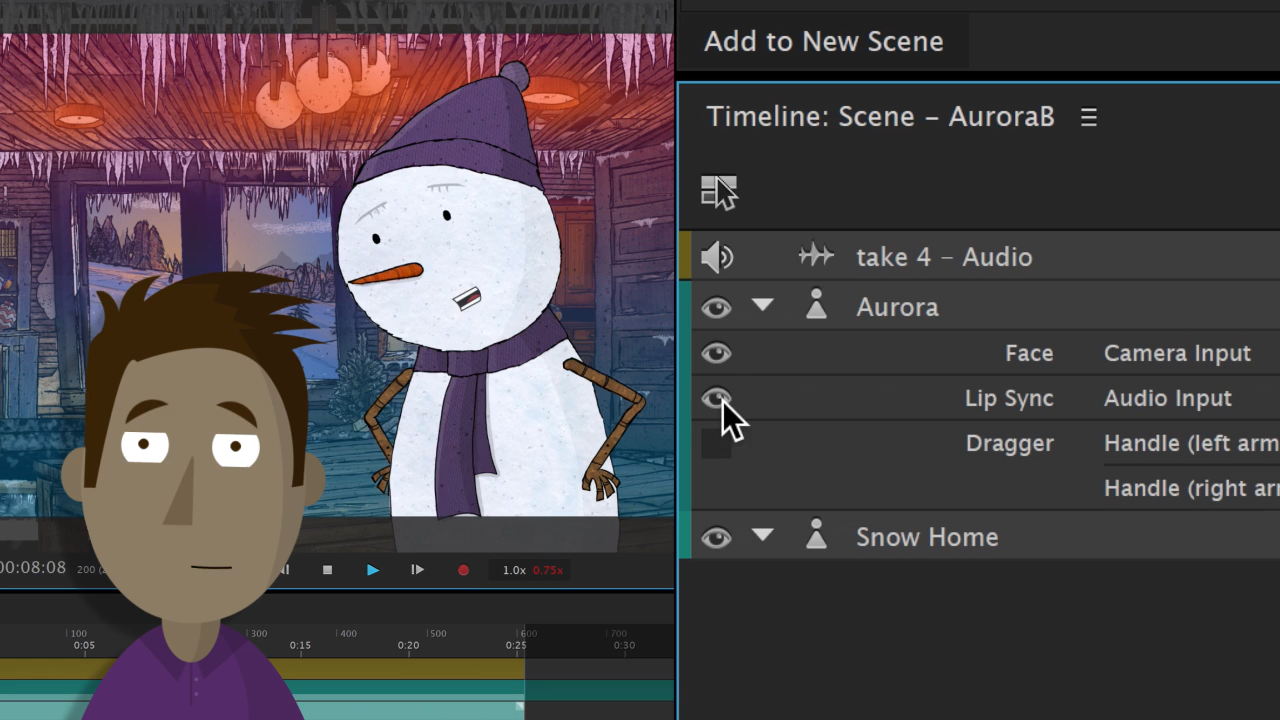 Add to New Scene
Timeline: Scene – AuroraB
take 4 – Audio
Aurora
Face Camera Input
Lip Sync Audio Input
Dragger Handle (left arm
Handle (right arr
Snow Home
00:08:08
1.0x 0.75x
100 300 400 500 600 700
0:05 0:15 0:20 0:25 0:30